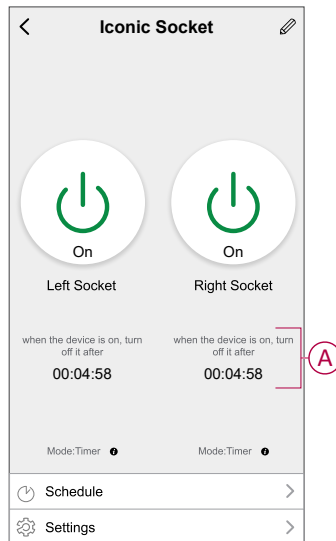 Iconic Socket
On
On
Left Socket
Right Socket
when the device is on, turn
off it after
00:04:58
when the device is on, turn
off it after
00:04:58
A
Mode:Timer
Mode:Timer
Schedule
Settings